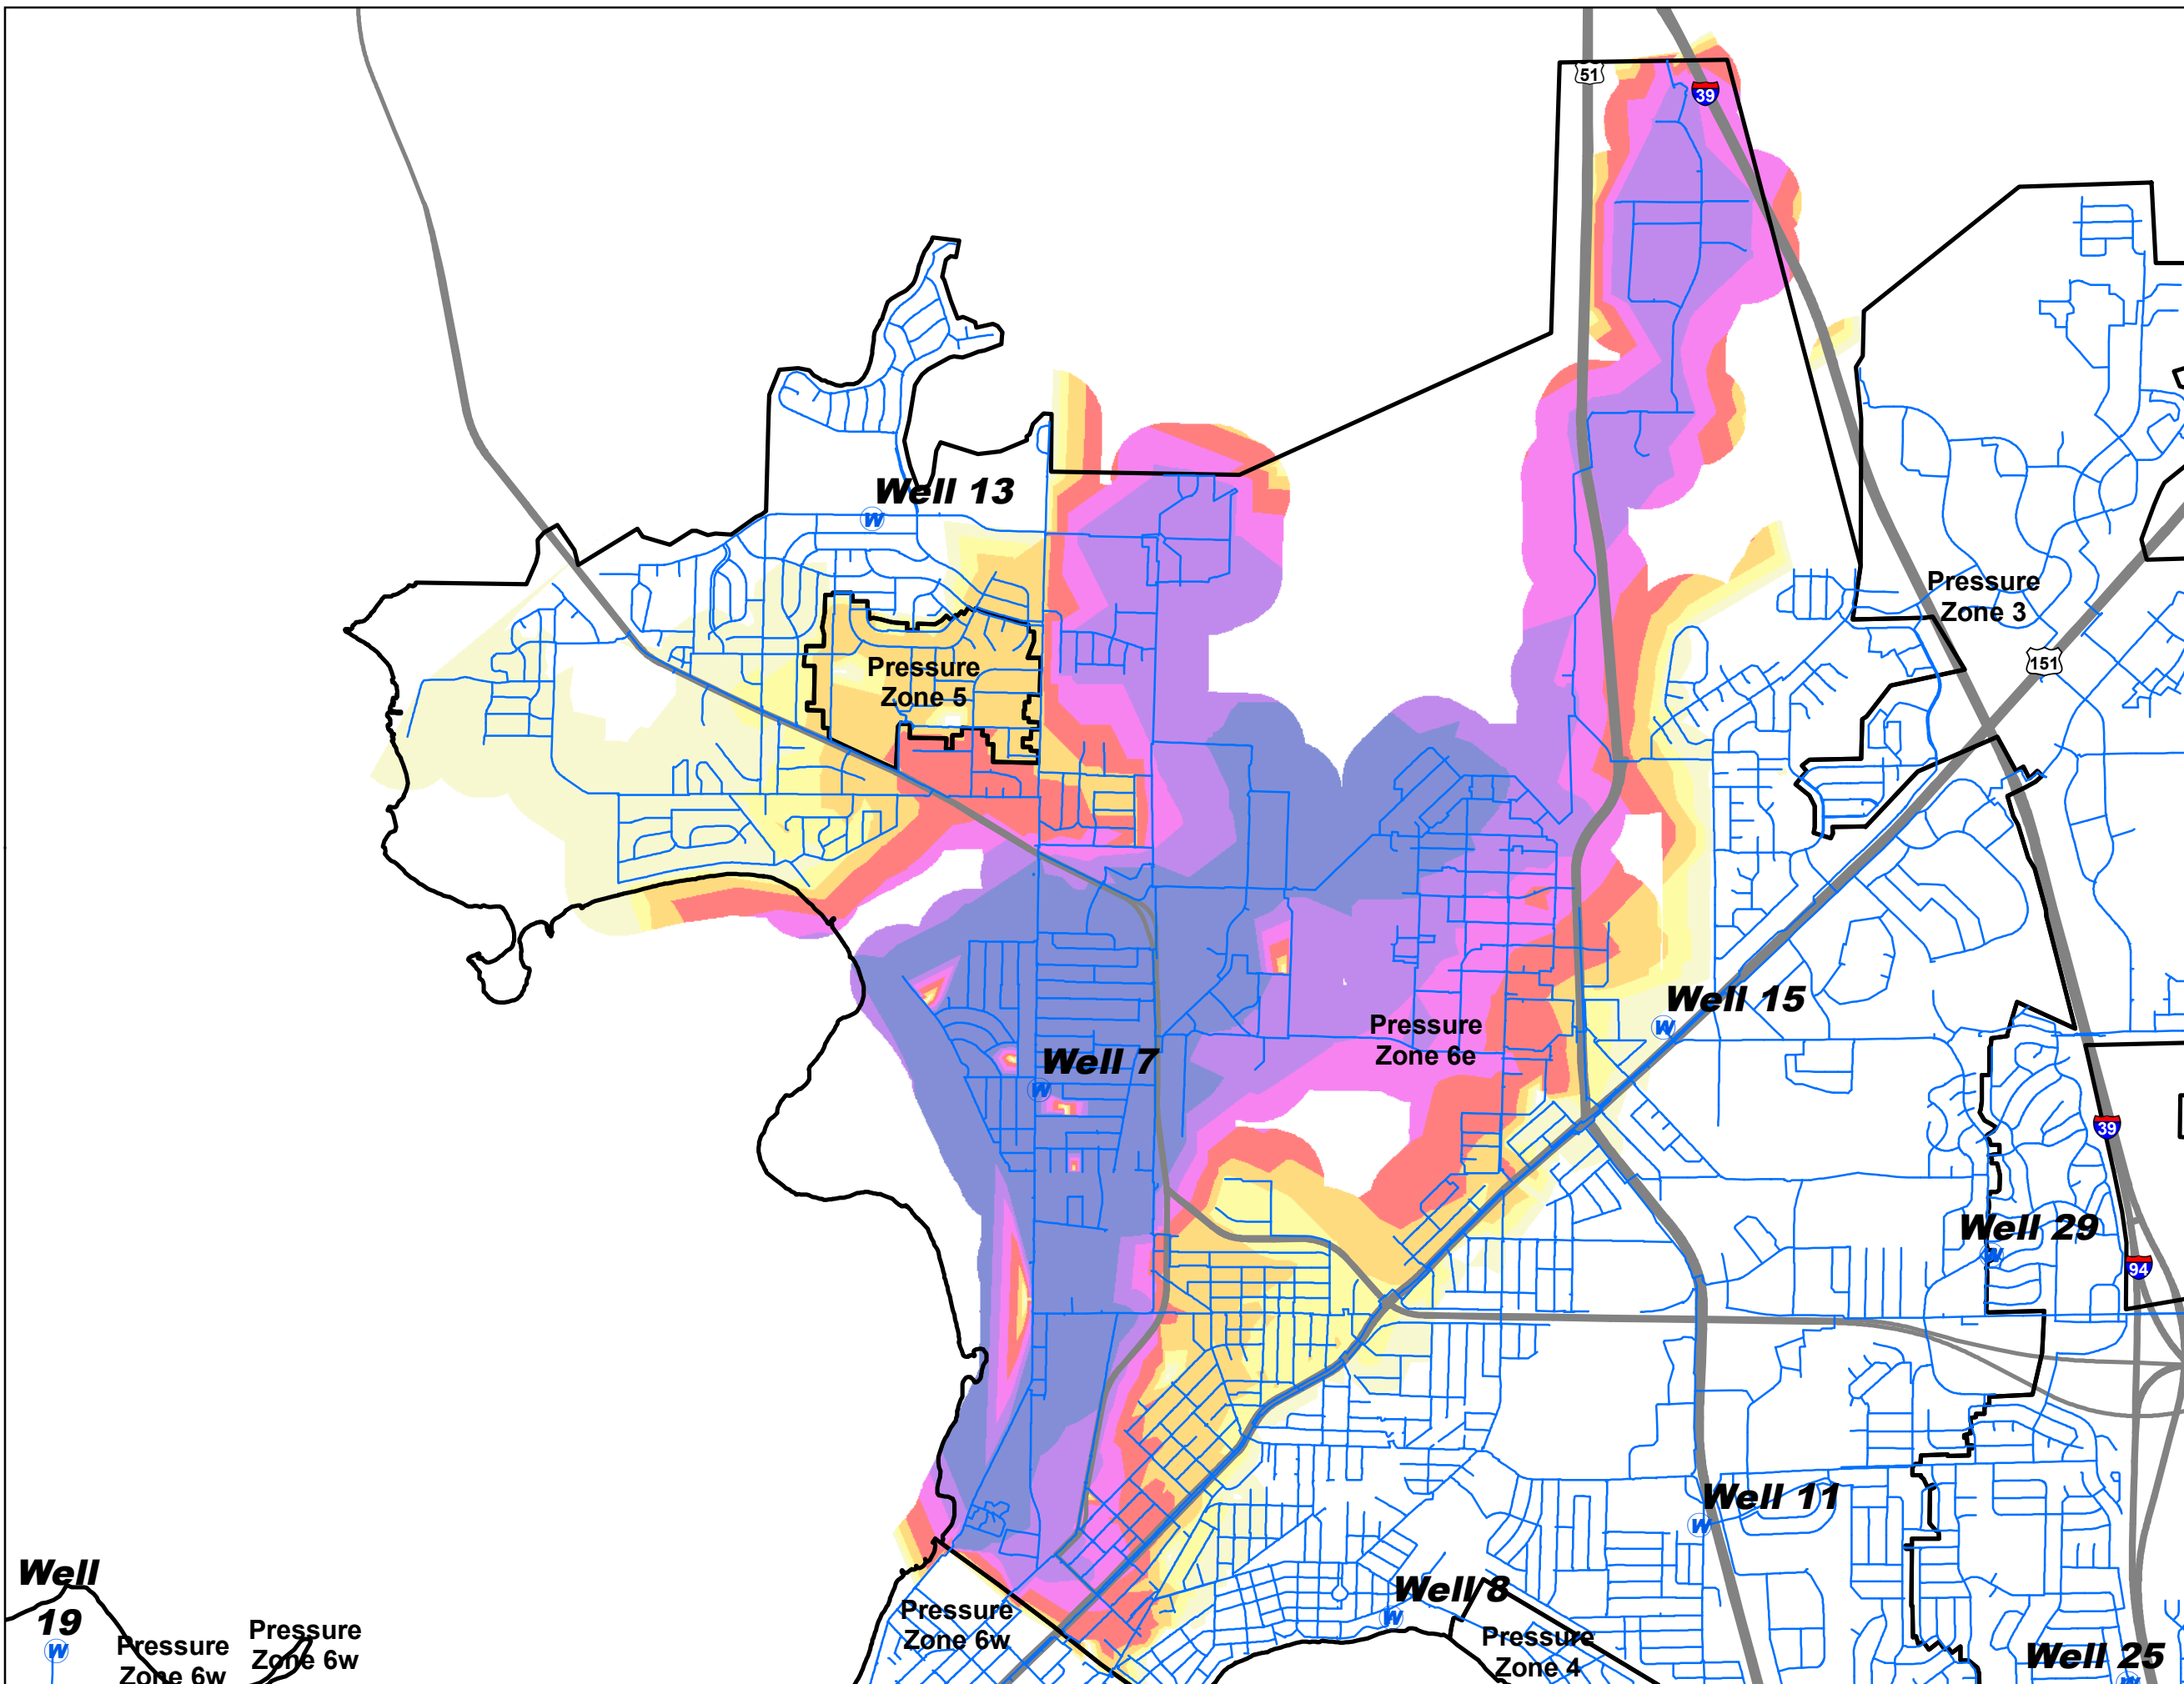 51
39
Well 13
W
Pressure
Zone 3
151
Pressure
Zone 5
Well 15
W
Pressure
Zone 6e
Well 7
W
39
Well 29
W
94
Well 11
W
Well
19
W
Well 8
W
Pressure
Zone 6w
Pressure
Zone 6w
Pressure
Zone 6w
Pressure
Zone 4
Well 25
W